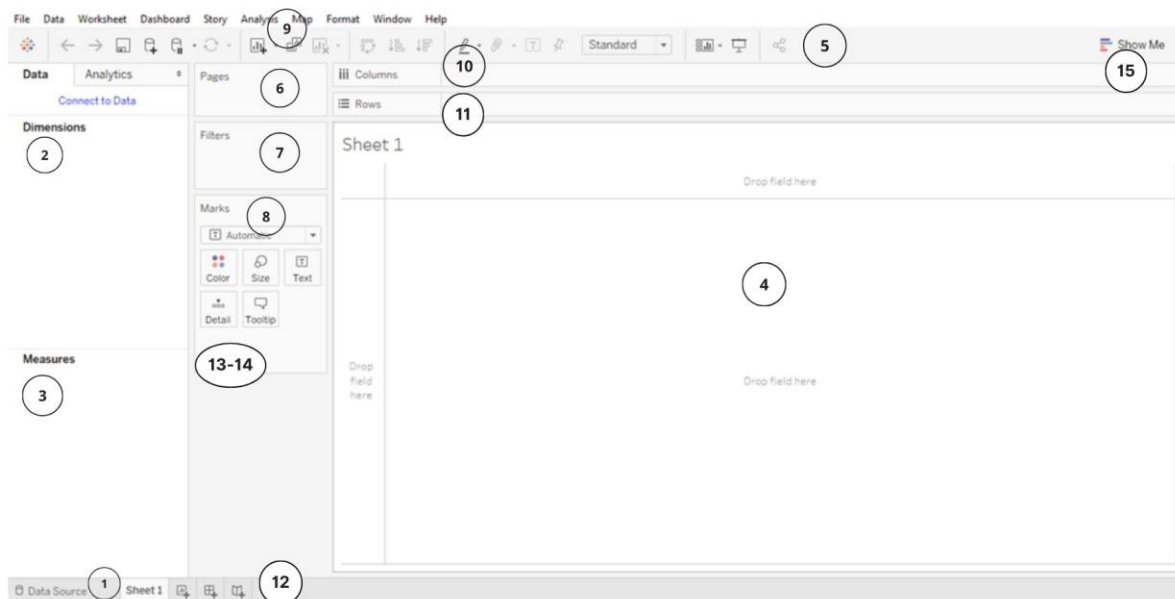 File Data Worksheet Dashboard Story Analysis Map Format Window Help
9
Standard
5
Show Me
10
15
Data Analytics
Pages
6
Columns
Connect to Data
Rows
11
Dimensions
2
Filters
7
Sheet 1
Drop field here
Marks
8
Automatic
Color Size Text
Detail Tooltip
4
Measures
3
13-14
Drop
field
here
Drop field here
Data Source 1 Sheet 1 12